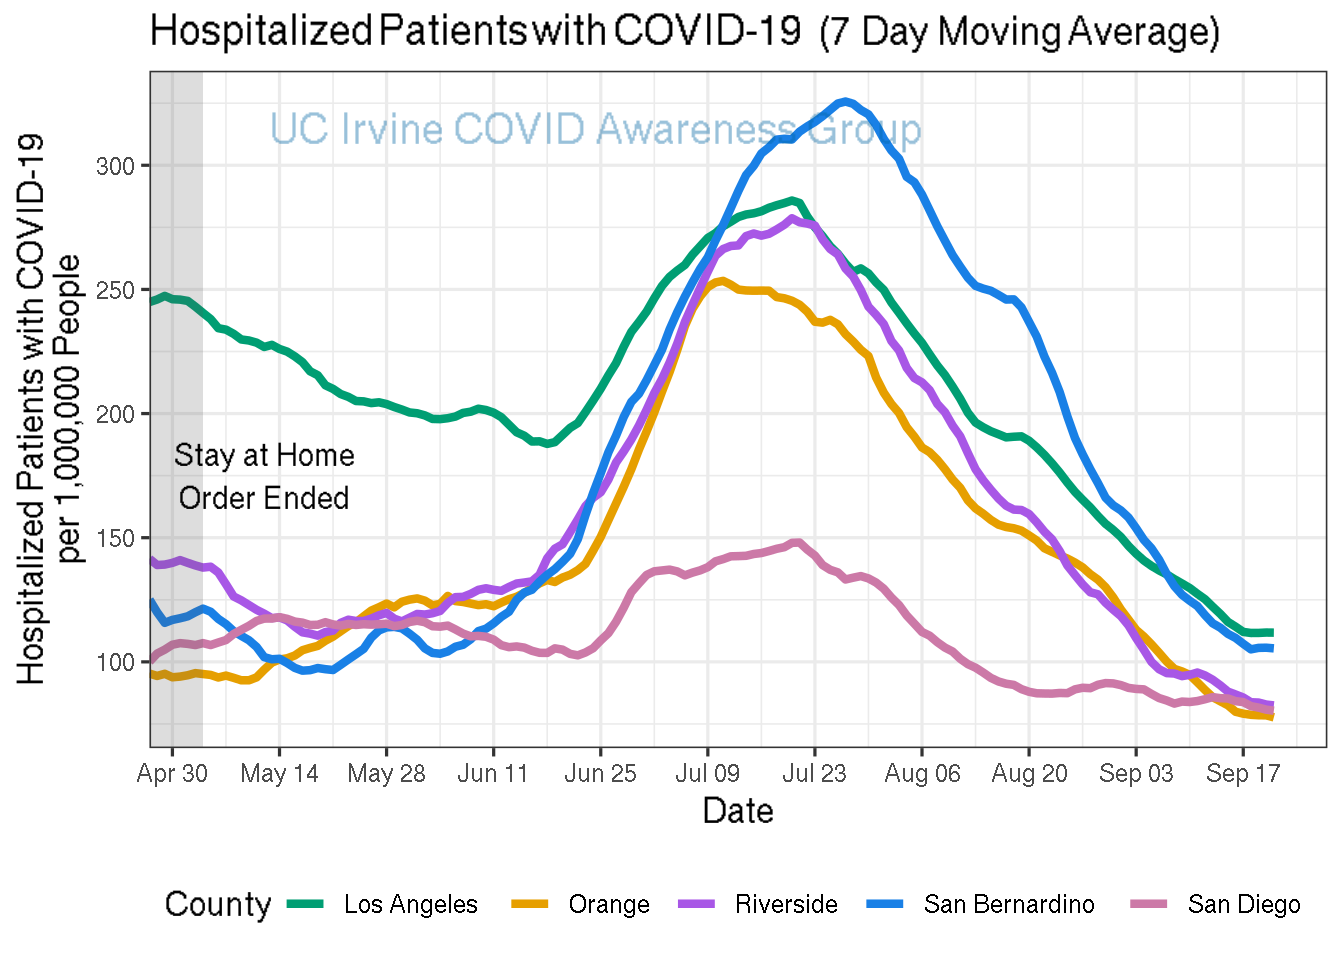 Hospitalized Patients with COVID-19 (7 Day Moving Average)
UC Irvine COVID Awareness Group
Hospitalized Patients with COVID-19
per 1,000,000 People
300
250
200
150
100
Stay at Home
Order Ended
Apr 30 May 14 May 28 Jun 11 Jun 25 Jul 09 Jul 23 Aug 06 Aug 20 Sep 03 Sep 17
Date
County Los Angeles Orange Riverside San Bernardino San Diego